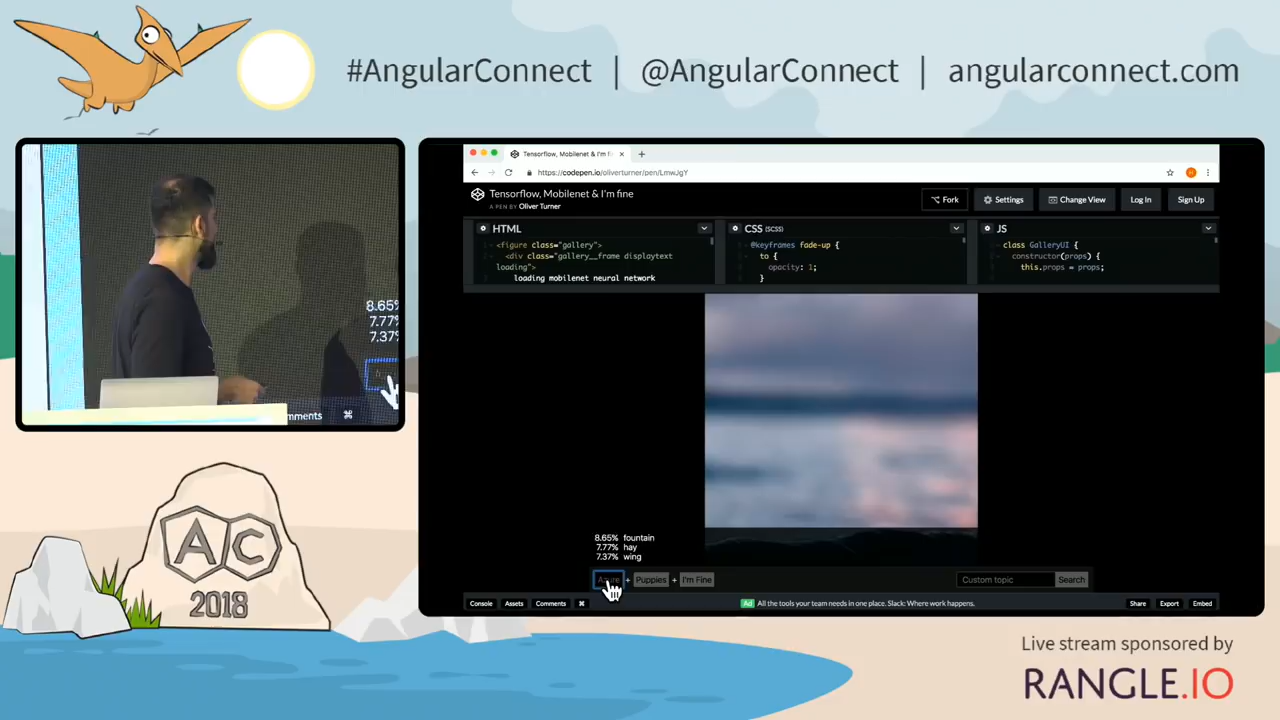 #AngularConnect | @AngularConnect | angularconnect.com
8.65%
7.77%
7.37%
mments ⌘
Tensorflow, Mobilenet & I'm fi
https://codepen.io/oliverturner/pen/LmwJgY
Tensorflow, Mobilenet & I'm fine
A PEN BY Oliver Turner
Fork
Settings
Change View
Log In
Sign Up
HTML
<figure class="gallery">
<div class="gallery__frame displaytext
loading">
loading mobilenet neural network
CSS (SCSS)
@keyframes fade-up {
to {
opacity: 1;
}
JS
class GalleryUI {
constructor(props) {
this.props = props;
8.65% fountain
7.77% hay
7.37% wing
+ Puppies + I'm Fine
Custom topic
Search
Console
Assets
Comments
⌘
Ad All the tools your team needs in one place. Slack: Where work happens.
Share
Export
Embed
AC
2018
Live stream sponsored by
RANGLE.IO